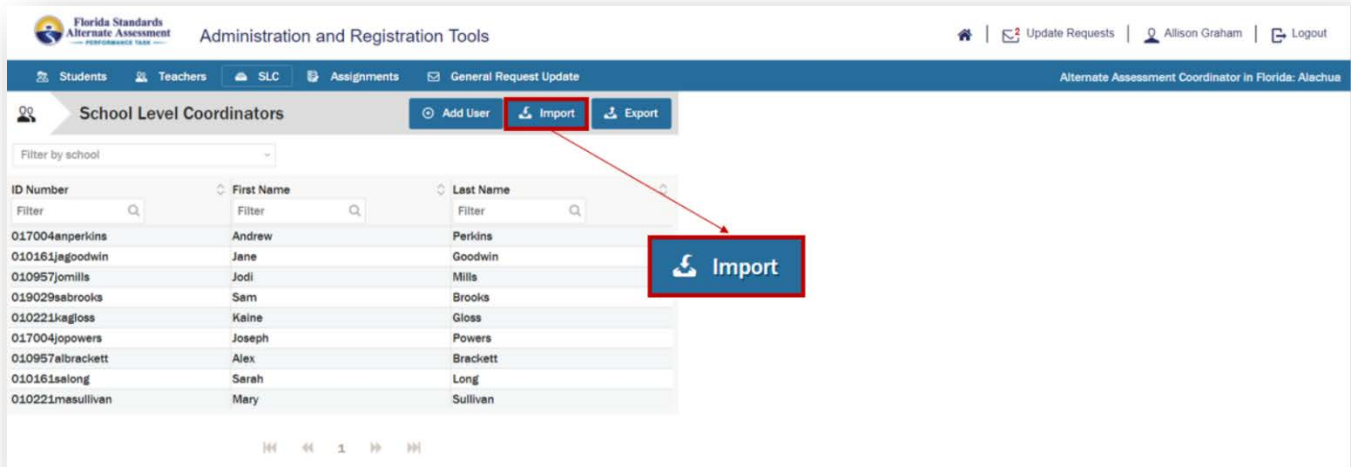 Florida Standards
Alternate Assessment
PERFORMANCE TASK
Administration and Registration Tools
2 Update Requests
Allison Graham
Logout
Students Teachers SLC Assignments General Request Update
Alternate Assessment Coordinator in Florida: Alachua
School Level Coordinators
Add User Import Export
Filter by school
ID Number First Name Last Name
Filter Filter Filter
017004anperkins Andrew Perkins
010161jagoodwin Jane Goodwin
010957jomills Jodi Mills
019029sabrooks Sam Brooks
010221kagloss Kaine Gloss
017004jopowers Joseph Powers
010957albrackett Alex Brackett
010161salong Sarah Long
010221masullivan Mary Sullivan
Import
1